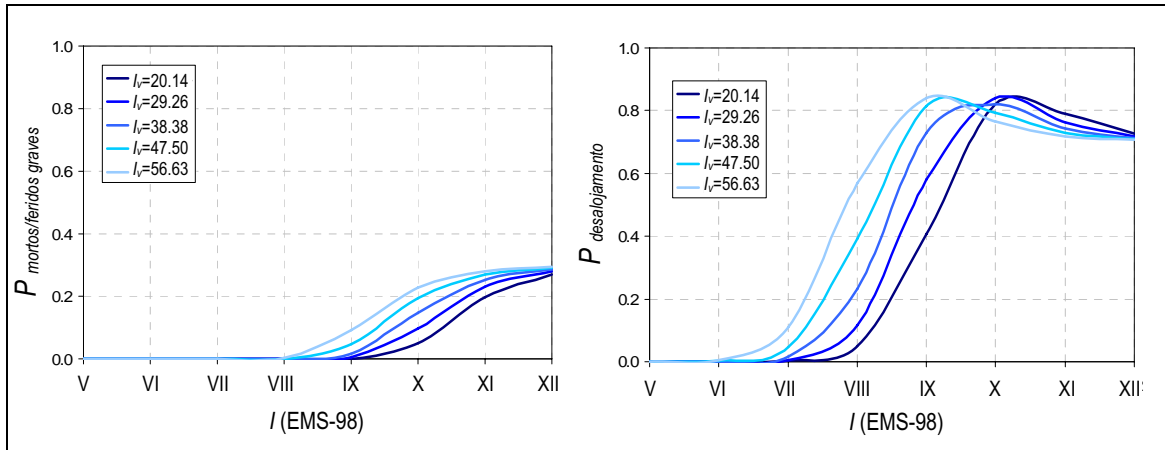 1.0
0.8
0.6
0.4
0.2
0.0
P mortos/feridos graves
Iv=20.14
Iv=29.26
Iv=38.38
Iv=47.50
Iv=56.63
V VI VII VIII IX X XI XII
I (EMS-98)
1.0
0.8
0.6
0.4
0.2
0.0
P desalojamento
Iv=20.14
Iv=29.26
Iv=38.38
Iv=47.50
Iv=56.63
V VI VII VIII IX X XI XII
I (EMS-98)